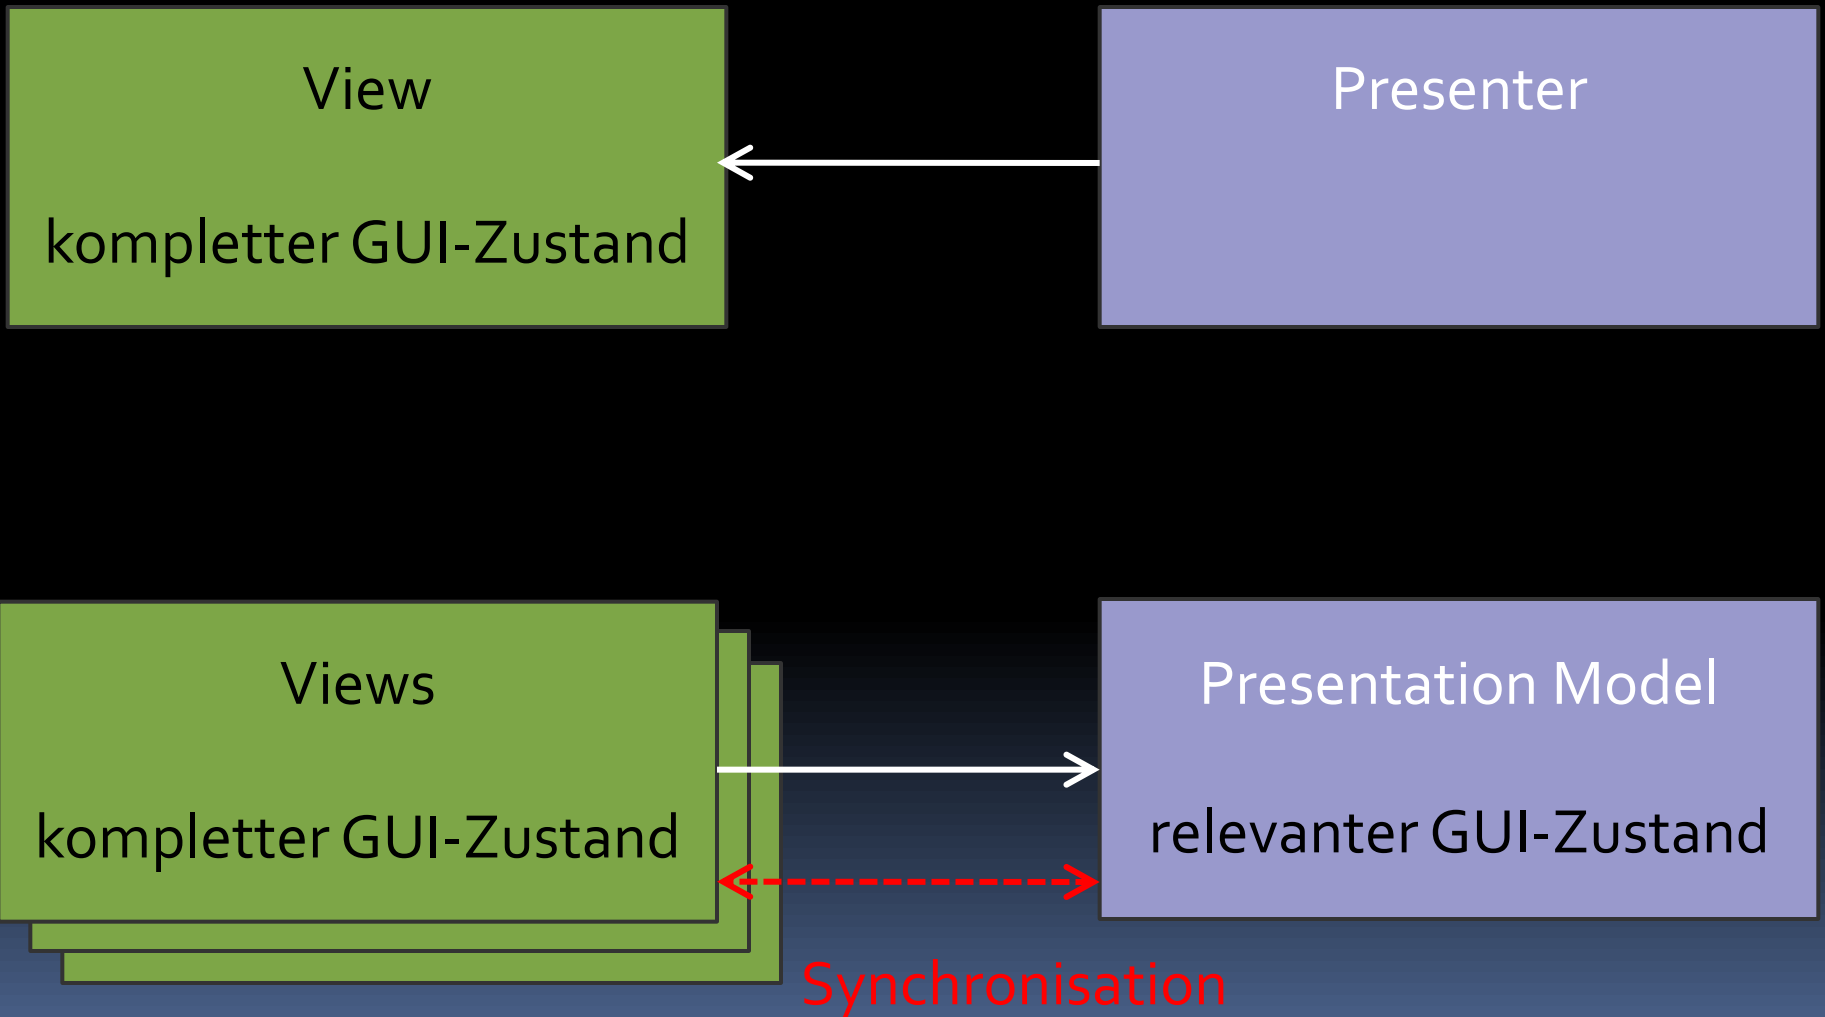 View
kompletter GUI-Zustand
Presenter
Views
kompletter GUI-Zustand
Presentation Model
relevanter GUI-Zustand
Synchronisation